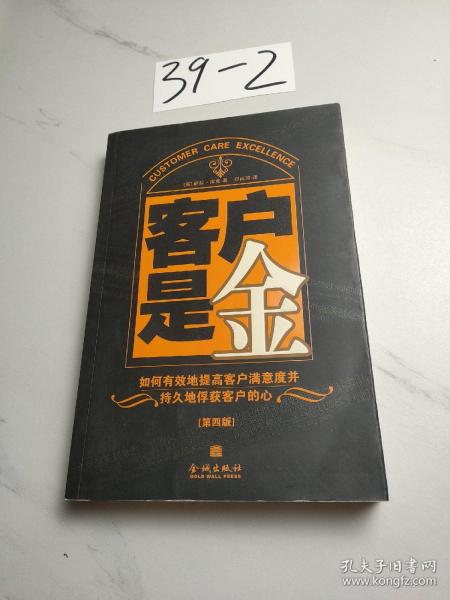 39-2
CUSTOMER CARE EXCELLENCE
客户
是金
如何有效地提高客户满意度并
持久地俘获客户的心
[第四版]
金城出版社
GOLD WALL PRESS
孔夫子旧书网
www.kongfz.com